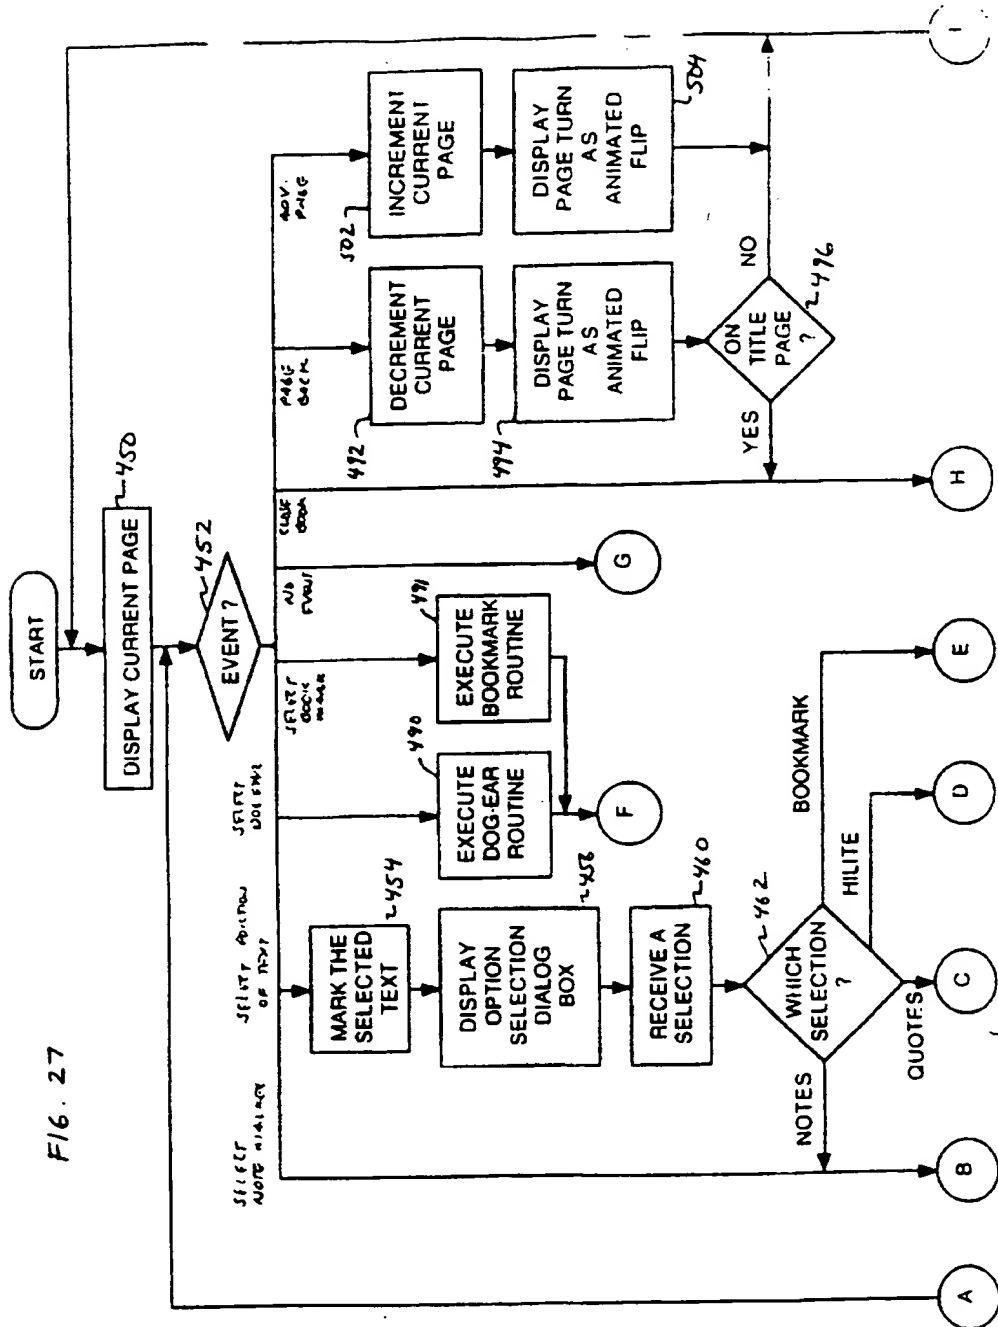 FIG. 27
START
DISPLAY CURRENT PAGE
450
EVENT ?
452
SELECT
NOTE MARKER
SELECT PORTION
OF TEXT
SELECT
DOG EAR
SELECT
BOOK
MARK
NO
EVENT
CLOSE
BOOK
PAGE
BACK
ADV.
PAGE
MARK THE
SELECTED
TEXT
454
DISPLAY
OPTION
SELECTION
DIALOG
BOX
458
RECEIVE A
SELECTION
460
WHICH
SELECTION
?
462
NOTES
QUOTES
HILITE
BOOKMARK
EXECUTE
DOG-EAR
ROUTINE
490
EXECUTE
BOOKMARK
ROUTINE
491
DECREMENT
CURRENT
PAGE
492
DISPLAY
PAGE TURN
AS
ANIMATED
FLIP
494
ON
TITLE
PAGE
?
496
YES
NO
INCREMENT
CURRENT
PAGE
502
DISPLAY
PAGE TURN
AS
ANIMATED
FLIP
504
A
B
C
D
E
F
G
H
I